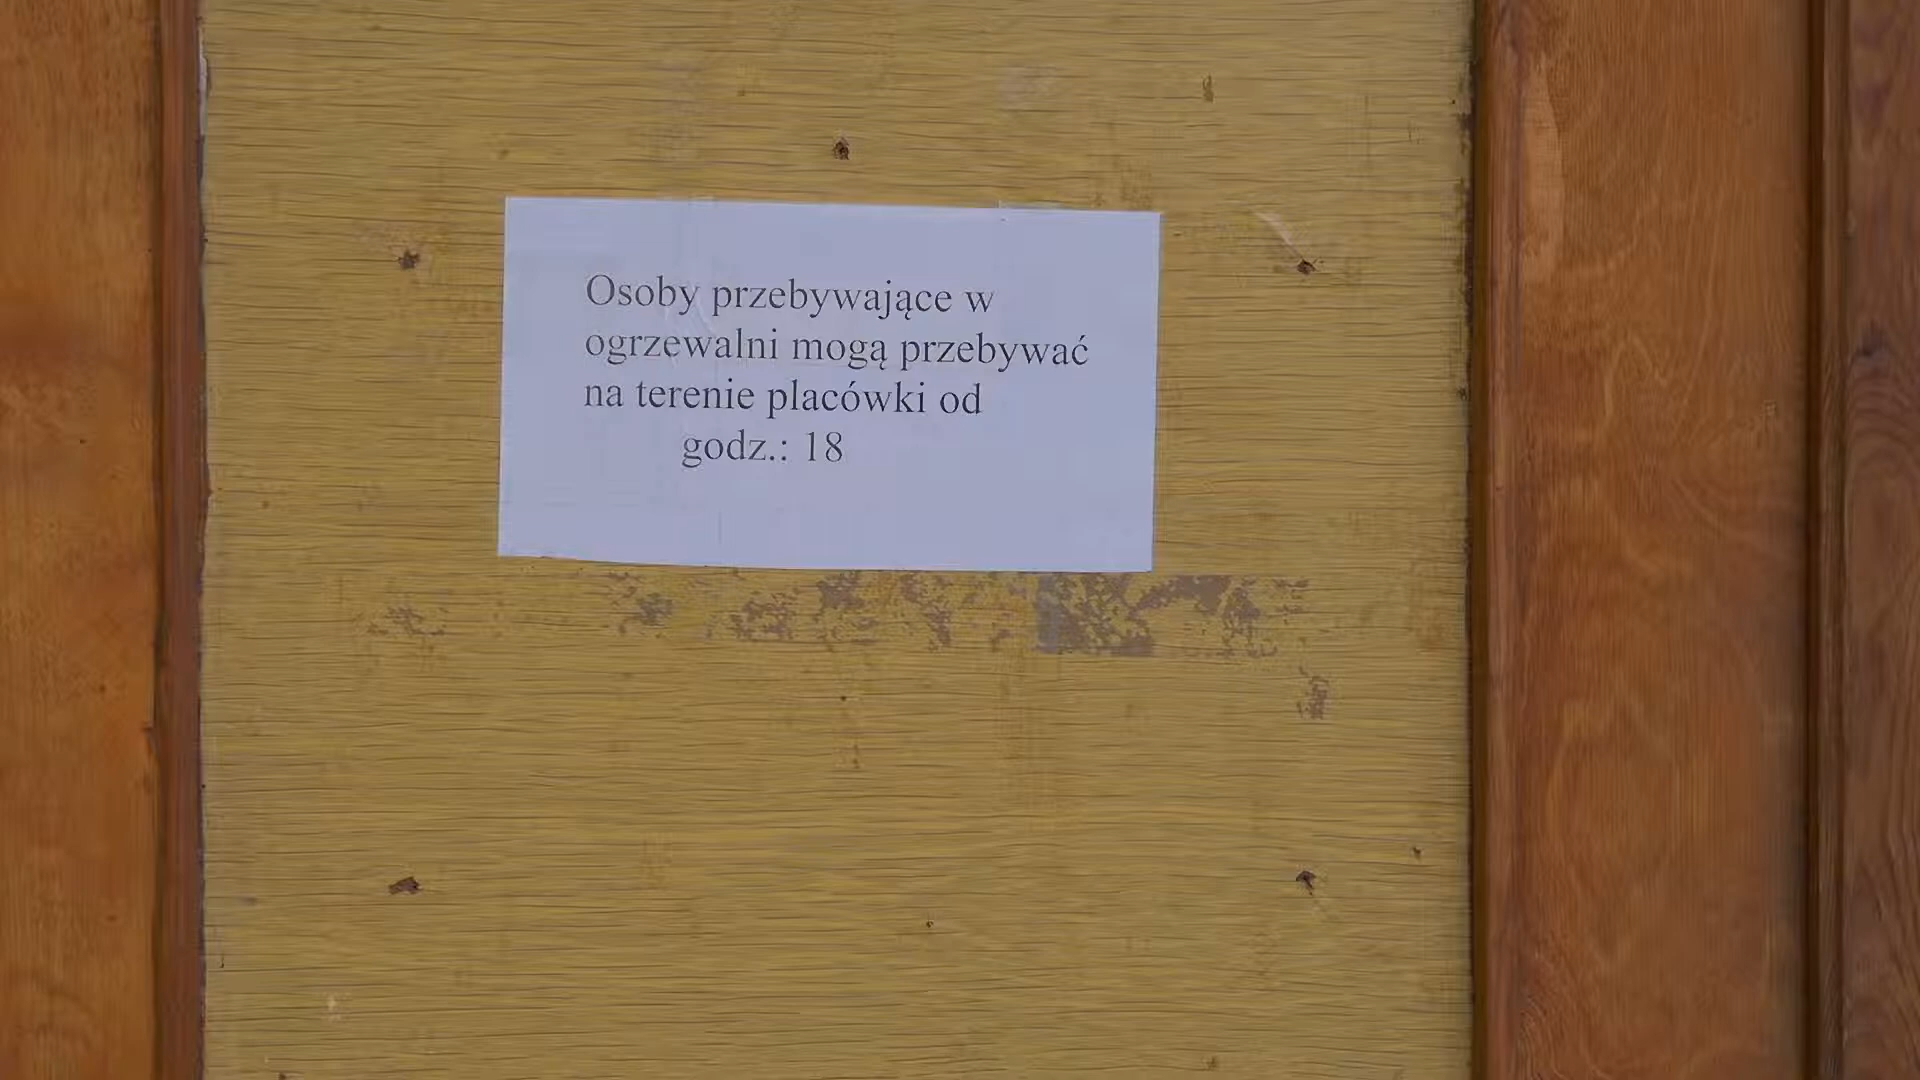 Osoby przebywające w
ogrzewalni mogą przebywać
na terenie placówki od
godz.: 18